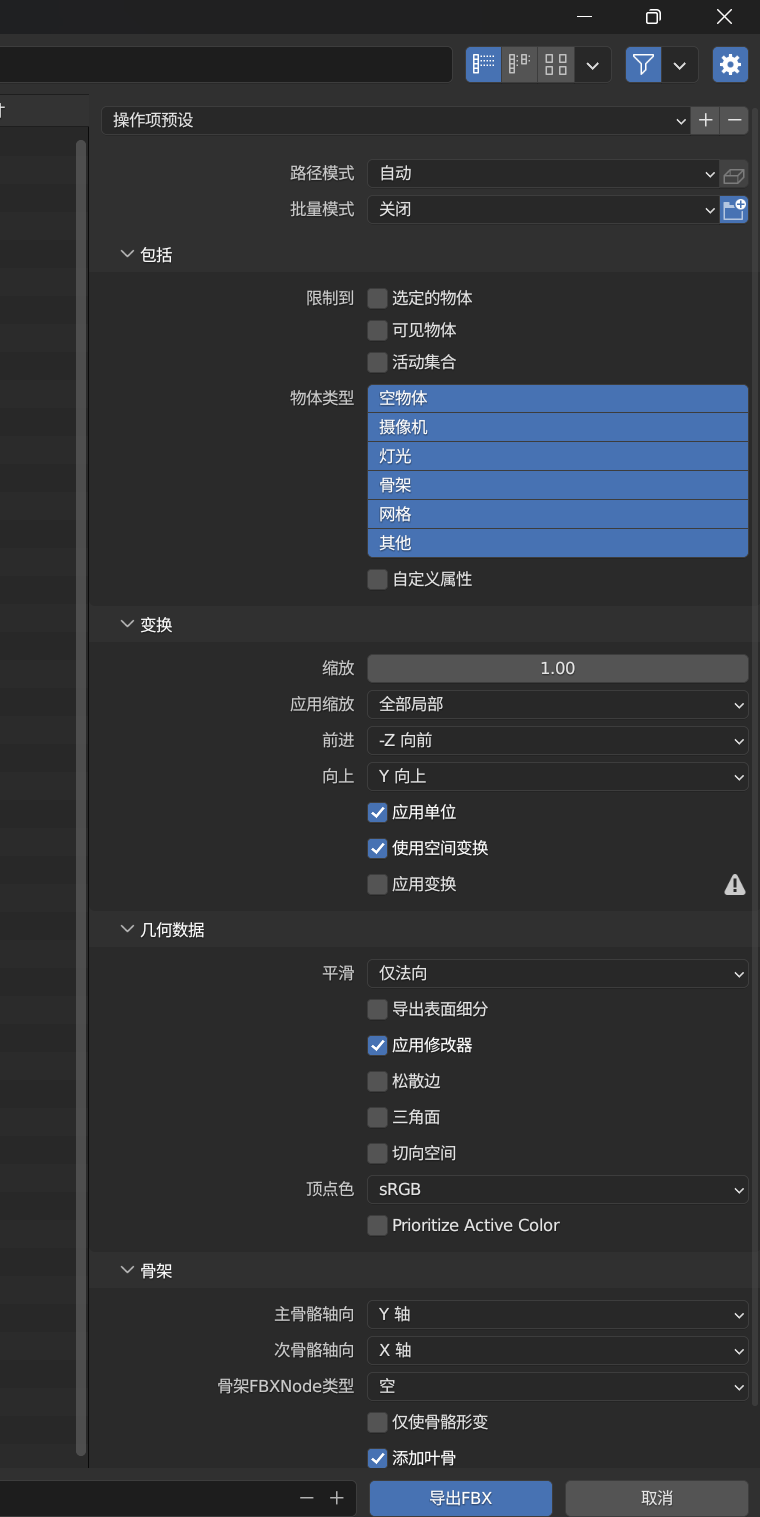 操作项预设
路径模式 自动
批量模式 关闭
包括
限制到 选定的物体
可见物体
活动集合
物体类型 空物体
摄像机
灯光
骨架
网格
其他
自定义属性
变换
缩放 1.00
应用缩放 全部局部
前进 -Z 向前
向上 Y 向上
应用单位
使用空间变换
应用变换
几何数据
平滑 仅法向
导出表面细分
应用修改器
松散边
三角面
切向空间
顶点色 sRGB
Prioritize Active Color
骨架
主骨骼轴向 Y 轴
次骨骼轴向 X 轴
骨架FBXNode类型 空
仅使骨骼形变
添加叶骨
导出FBX 取消